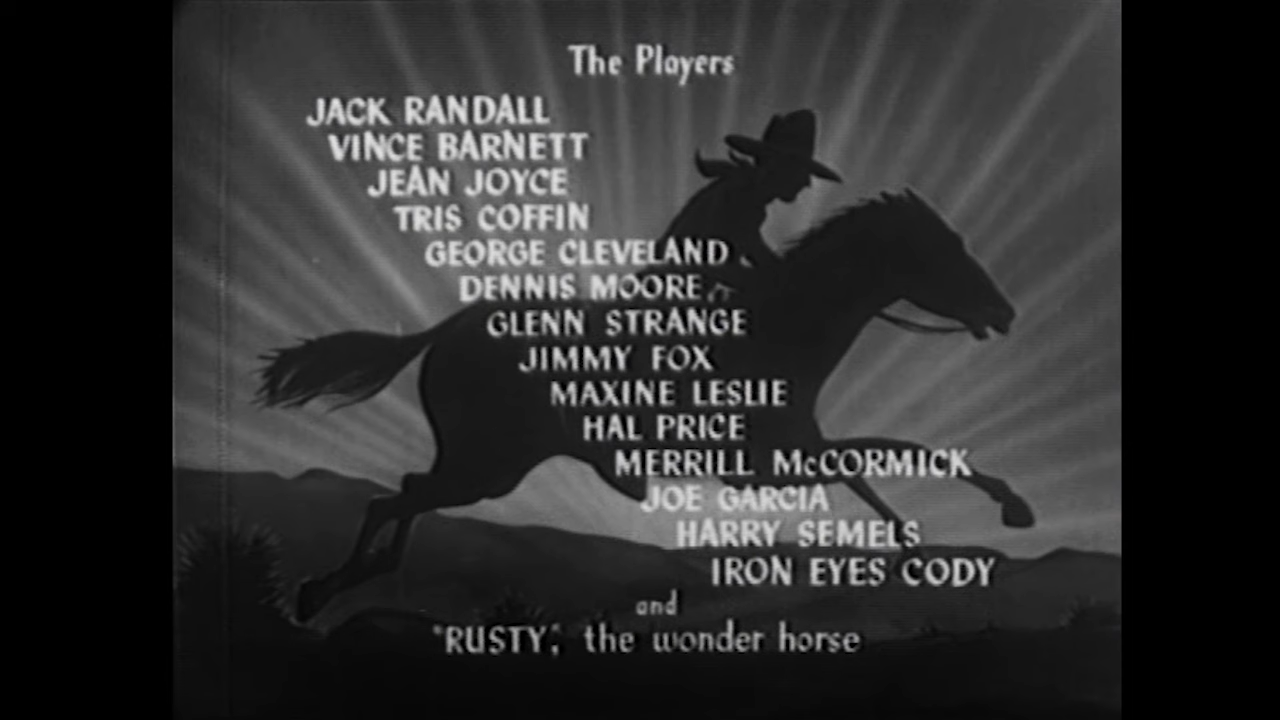 The Players
JACK RANDALL
VINCE BARNETT
JEAN JOYCE
TRIS COFFIN
GEORGE CLEVELAND
DENNIS MOORE
GLENN STRANGE
JIMMY FOX
MAXINE LESLIE
HAL PRICE
MERRILL McCORMICK
JOE GARCIA
HARRY SEMELS
IRON EYES CODY
and
"RUSTY," the wonder horse